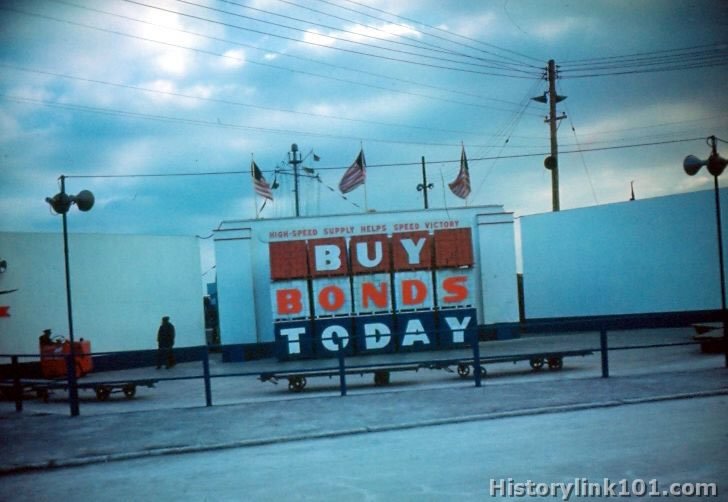 HIGH-SPEED SUPPLY HELPS SPEED VICTORY
BUY
BONDS
TODAY
Historylink101.com